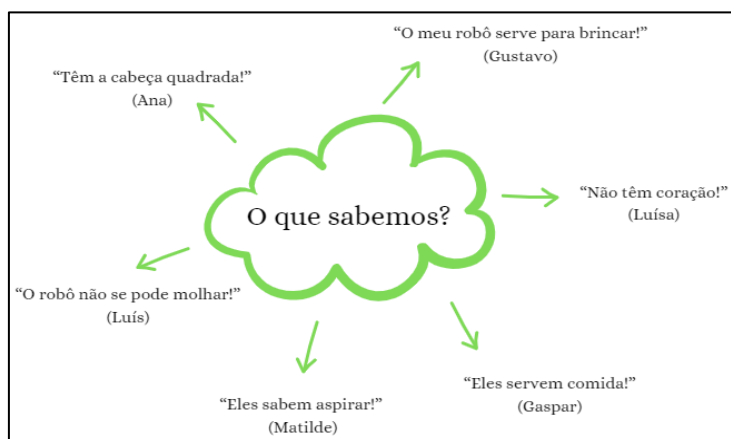 “O meu robô serve para brincar!”
(Gustavo)
“Têm a cabeça quadrada!”
(Ana)
“Não têm coração!”
(Luísa)
O que sabemos?
“O robô não se pode molhar!”
(Luís)
“Eles servem comida!”
(Gaspar)
“Eles sabem aspirar!”
(Matilde)